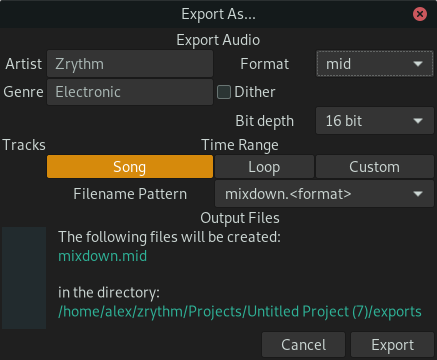 Export As...
Export Audio
Artist Zrythm Format mid
Genre Electronic Dither
Bit depth 16 bit
Tracks Time Range
Song Loop Custom
Filename Pattern mixdown.<format>
Output Files
The following files will be created:
mixdown.mid
in the directory:
/home/alex/zrythm/Projects/Untitled Project (7)/exports
Cancel Export